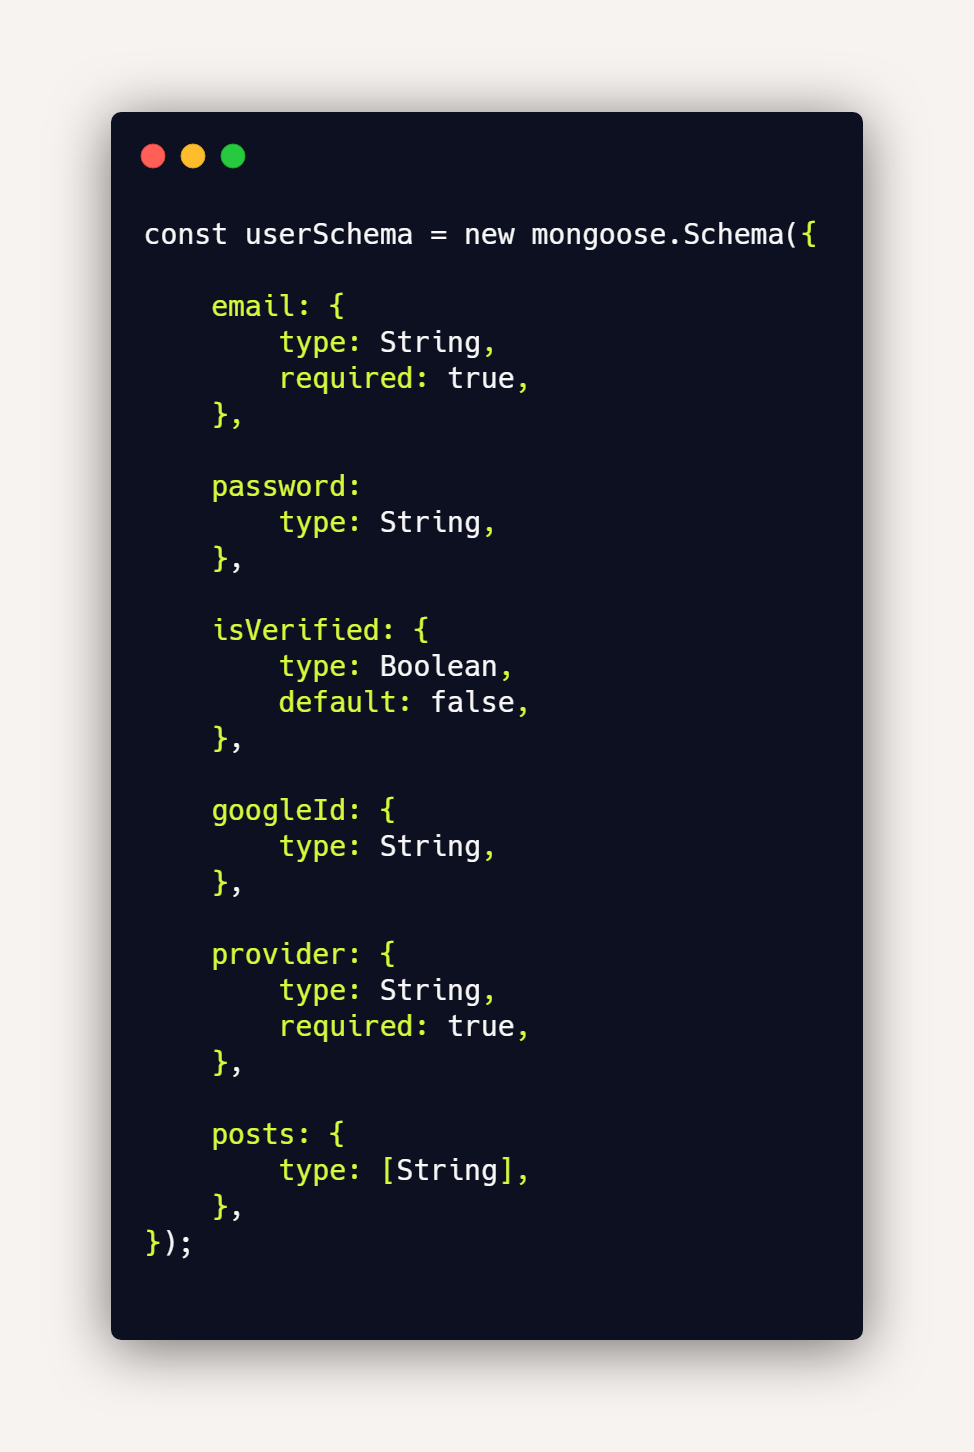 const userSchema = new mongoose.Schema({
email: {
type: String,
required: true,
},
password:
type: String,
},
isVerified: {
type: Boolean,
default: false,
},
googleId: {
type: String,
},
provider: {
type: String,
required: true,
},
posts: {
type: [String],
},
});